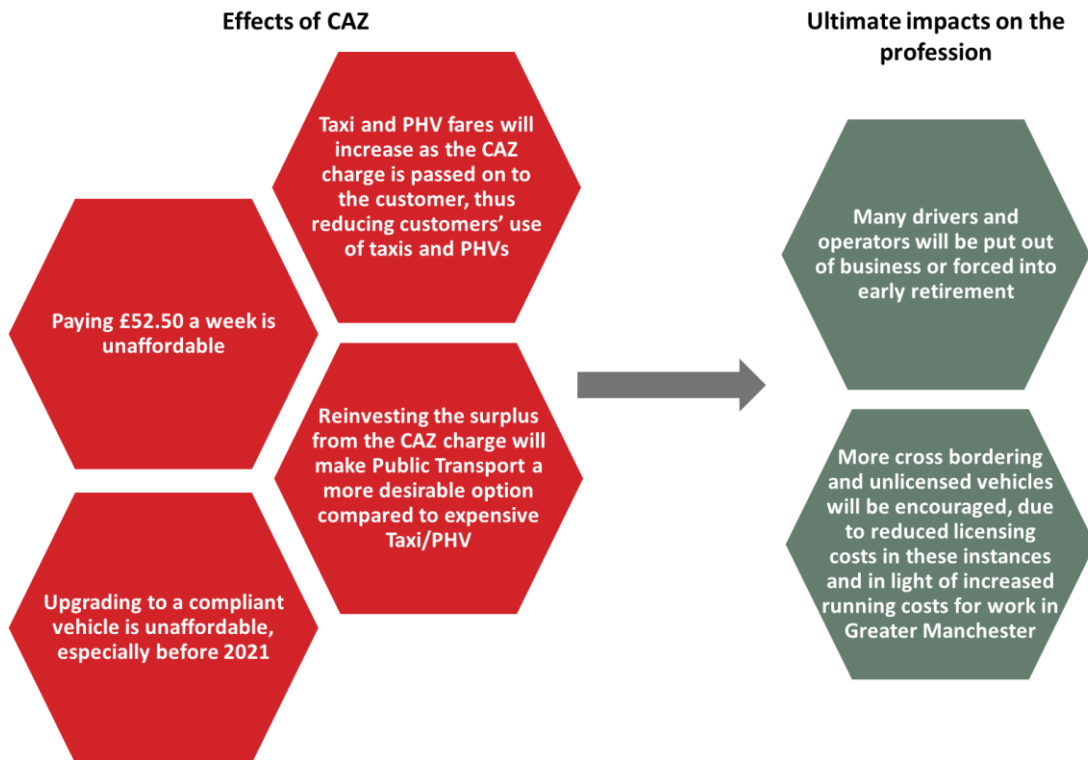 Effects of CAZ
Taxi and PHV fares will
increase as the CAZ
charge is passed on to
the customer, thus
reducing customers’ use
of taxis and PHVs
Paying £52.50 a week is
unaffordable
Reinvesting the surplus
from the CAZ charge will
make Public Transport a
more desirable option
compared to expensive
Taxi/PHV
Upgrading to a compliant
vehicle is unaffordable,
especially before 2021
Ultimate impacts on the
profession
Many drivers and
operators will be put out
of business or forced into
early retirement
More cross bordering
and unlicensed vehicles
will be encouraged, due
to reduced licensing
costs in these instances
and in light of increased
running costs for work in
Greater Manchester